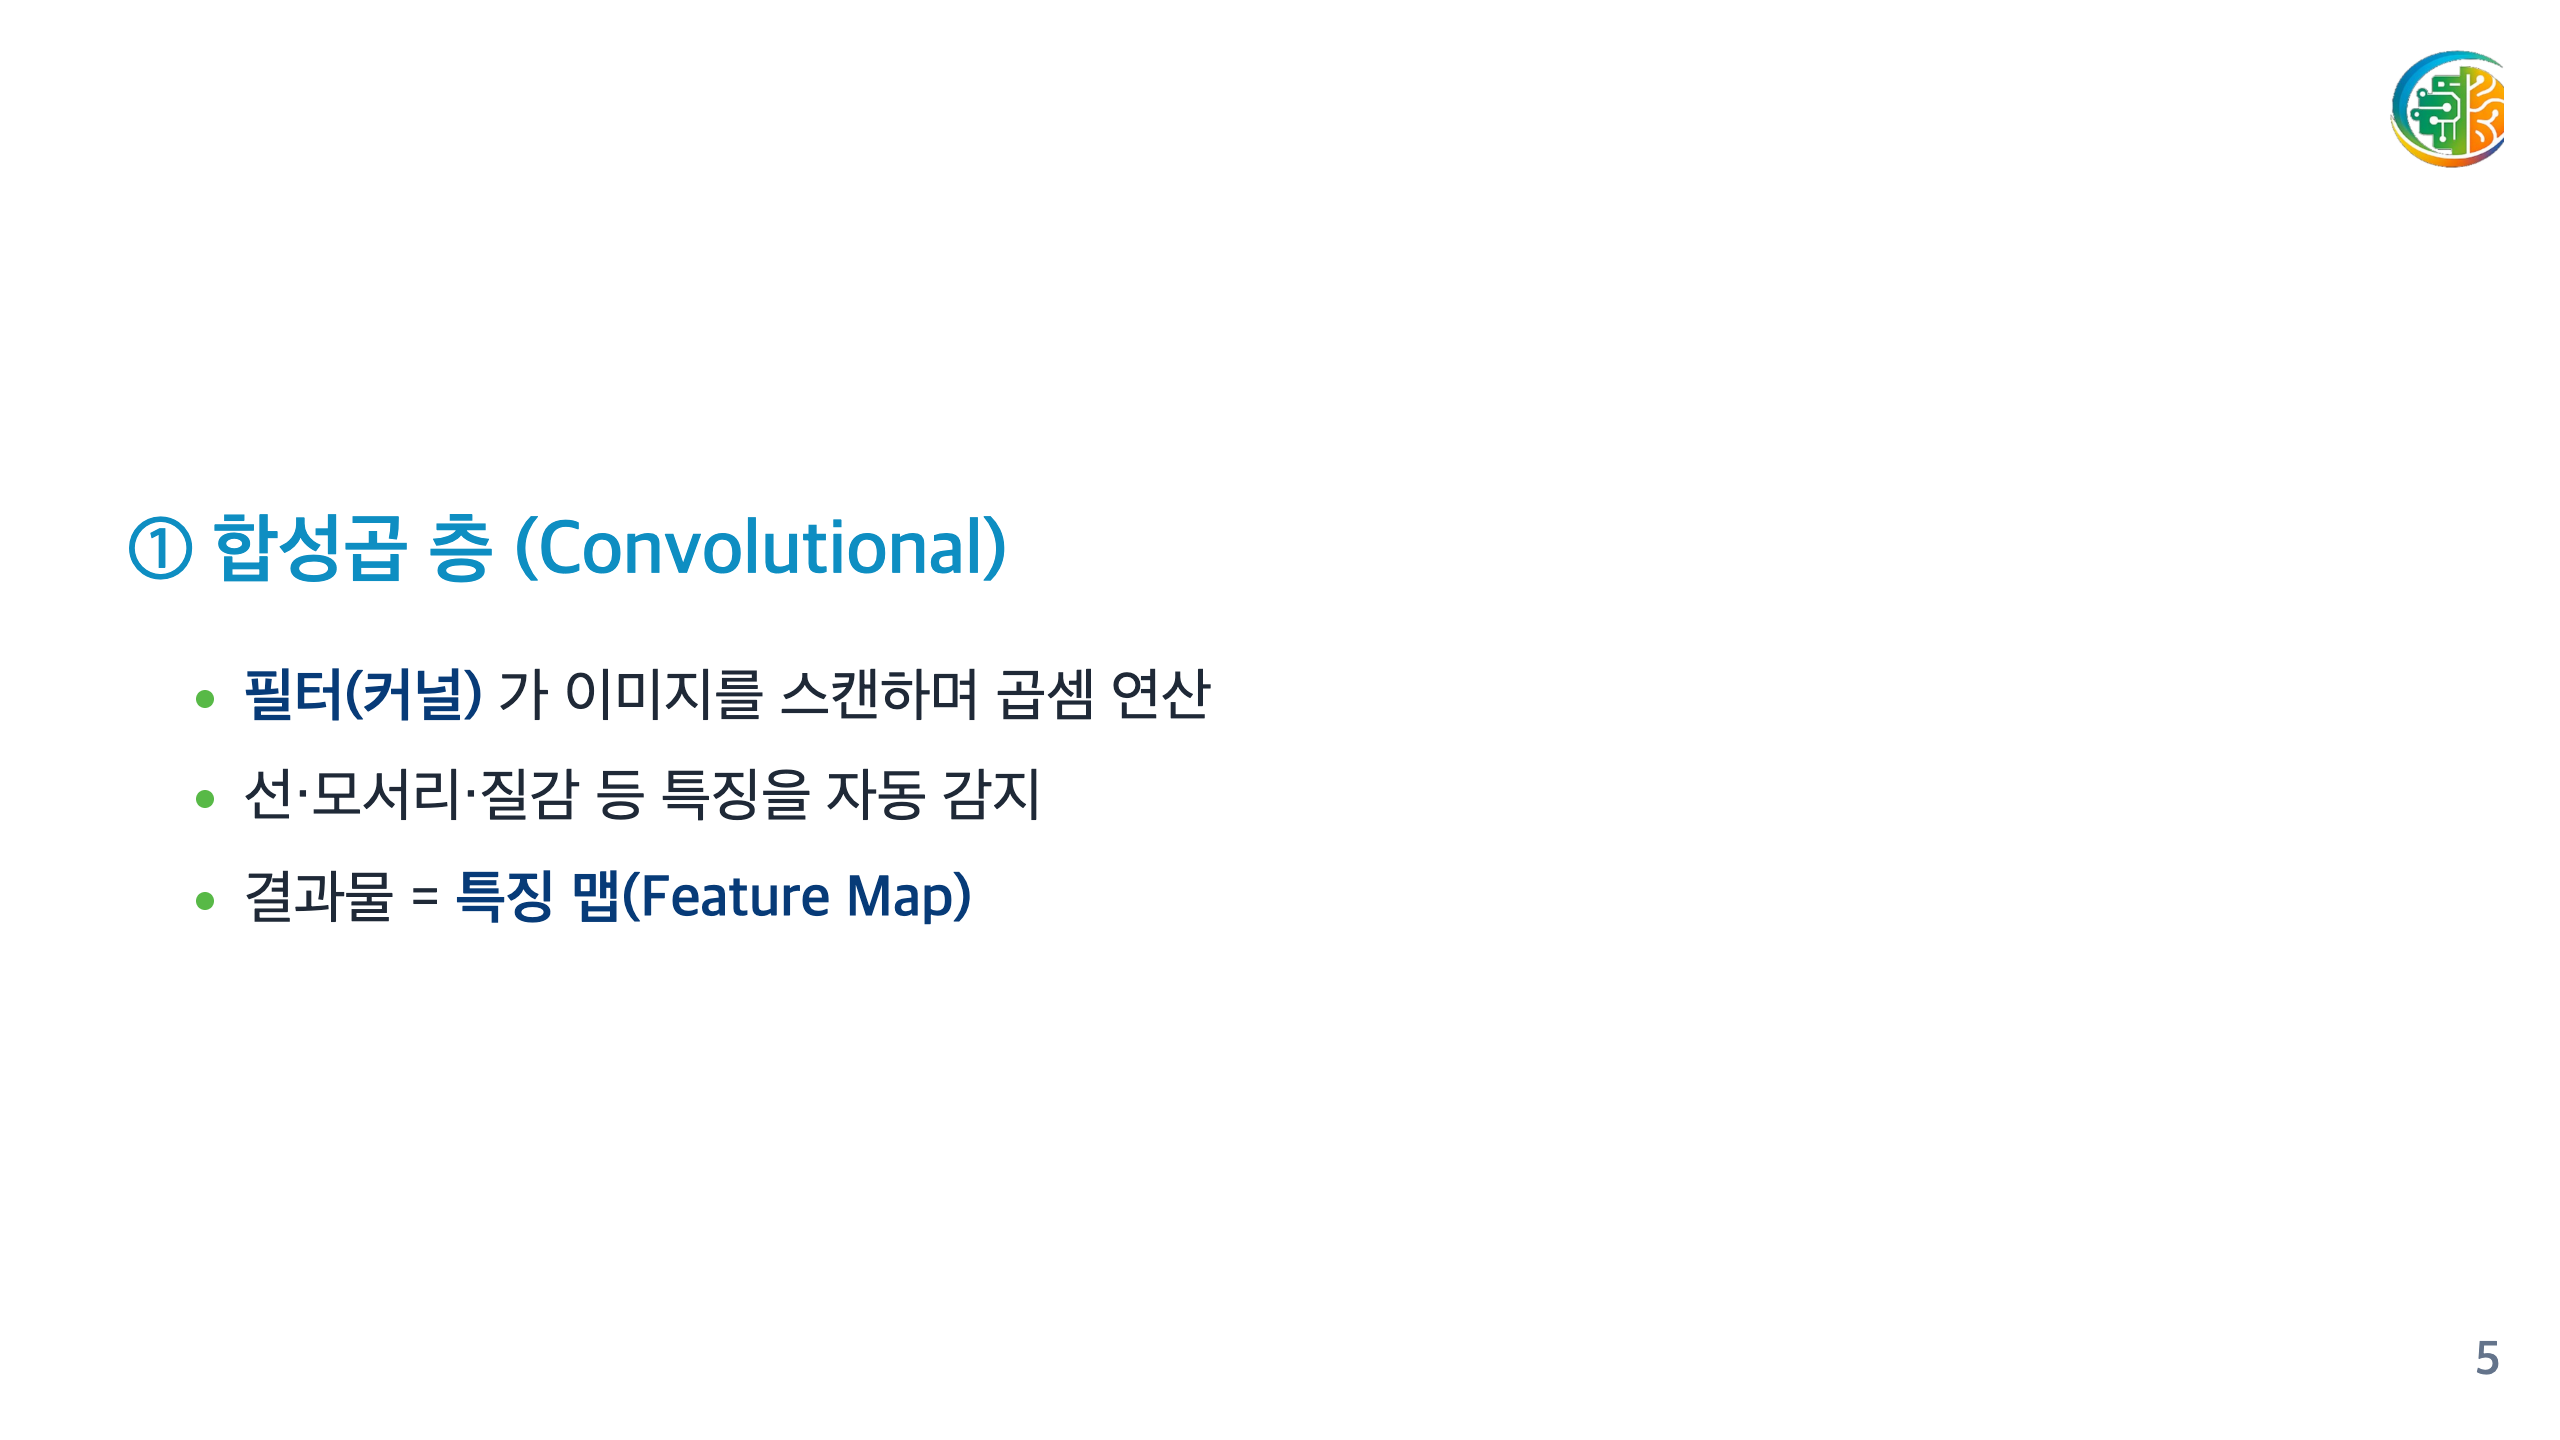 ① 합성곱 층 (Convolutional)
• 필터(커널) 가 이미지를 스캔하며 곱셈 연산
• 선·모서리·질감 등 특징을 자동 감지
• 결과물 = 특징 맵(Feature Map)
5